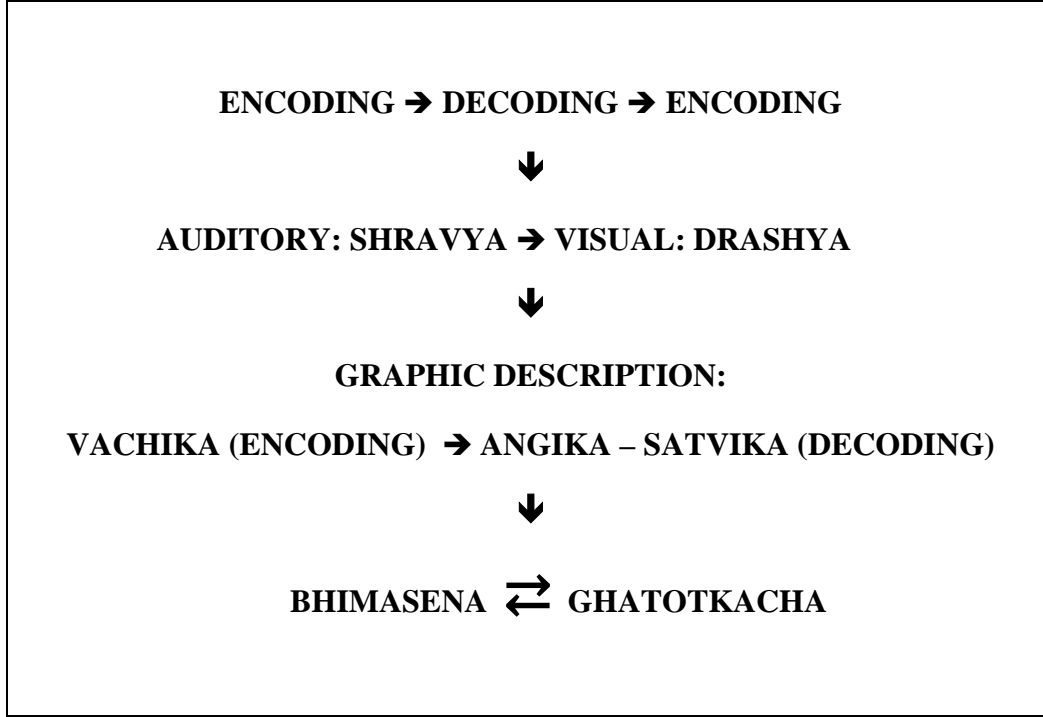 ENCODING ➔ DECODING ➔ ENCODING
🡻
AUDITORY: SHRAVYA ➔ VISUAL: DRASHYA
🡻
GRAPHIC DESCRIPTION:
VACHIKA (ENCODING) ➔ ANGIKA – SATVIKA (DECODING)
🡻
BHIMASENA ⇄ GHATOTKACHA